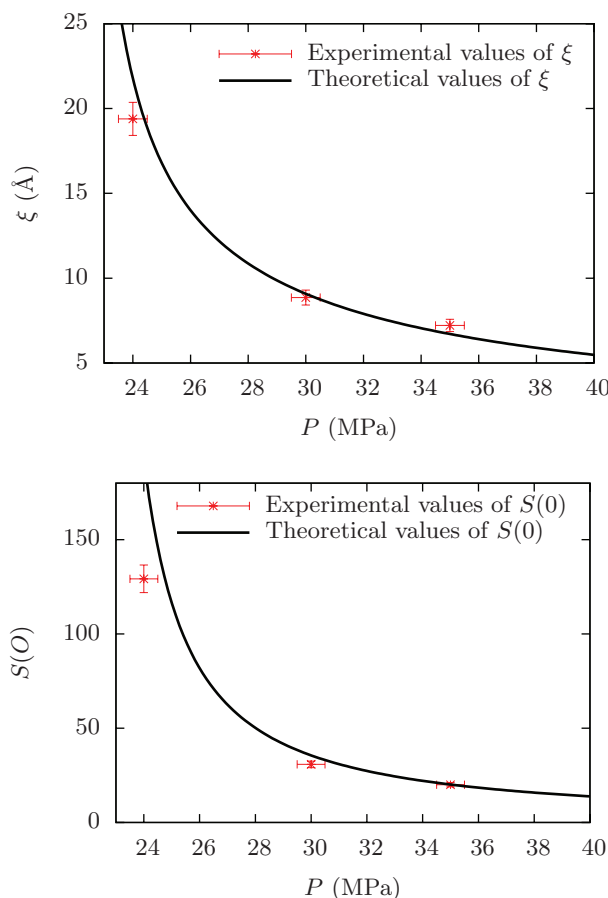 25
20
15
10
5
ξ (Å)
Experimental values of ξ
Theoretical values of ξ
24 26 28 30 32 34 36 38 40
P (MPa)
150
100
50
0
S(O)
Experimental values of S(0)
Theoretical values of S(0)
24 26 28 30 32 34 36 38 40
P (MPa)